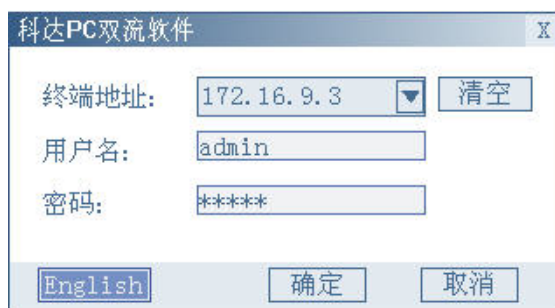 科达PC双流软件 X
终端地址: 172.16.9.3 清空
用户名: admin
密码: *****
English 确定 取消